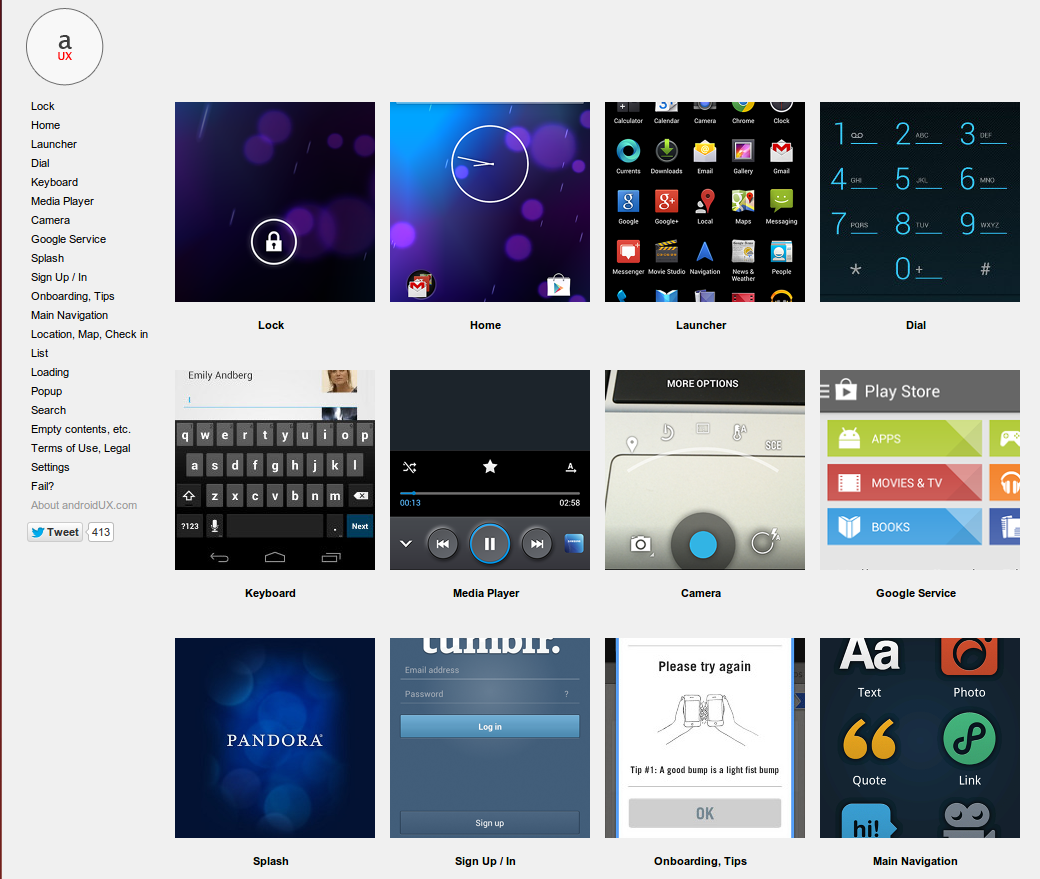 a
UX
Lock
Home
Launcher
Dial
Keyboard
Media Player
Camera
Google Service
Splash
Sign Up / In
Onboarding, Tips
Main Navigation
Location, Map, Check in
List
Loading
Popup
Search
Empty contents, etc.
Terms of Use, Legal
Settings
Fail?
About androidUX.com
Tweet 413
Calculator Calendar Camera Chrome Clock
Currents Downloads Email Gallery Gmail
Google Google+ Local Maps Messaging
Messenger Movie Studio Navigation News & Weather People
1 2 ABC 3 DEF
4 GHI 5 JKL 6 MNO
7 PQRS 8 TUV 9 WXYZ
* 0 + #
Lock Home Launcher Dial
Emily Andberg
q w e r t y u i o p
a s d f g h j k l
z x c v b n m
?123 . Next
00:13 02:58
MORE OPTIONS
SCE
Play Store
APPS
MOVIES & TV
BOOKS
Keyboard Media Player Camera Google Service
PANDORA
tumblr.
Email address
Password ?
Log in
Sign up
Please try again
Tip #1: A good bump is a light fist bump
OK
Aa
Text Photo
Quote Link
hi!
Splash Sign Up / In Onboarding, Tips Main Navigation